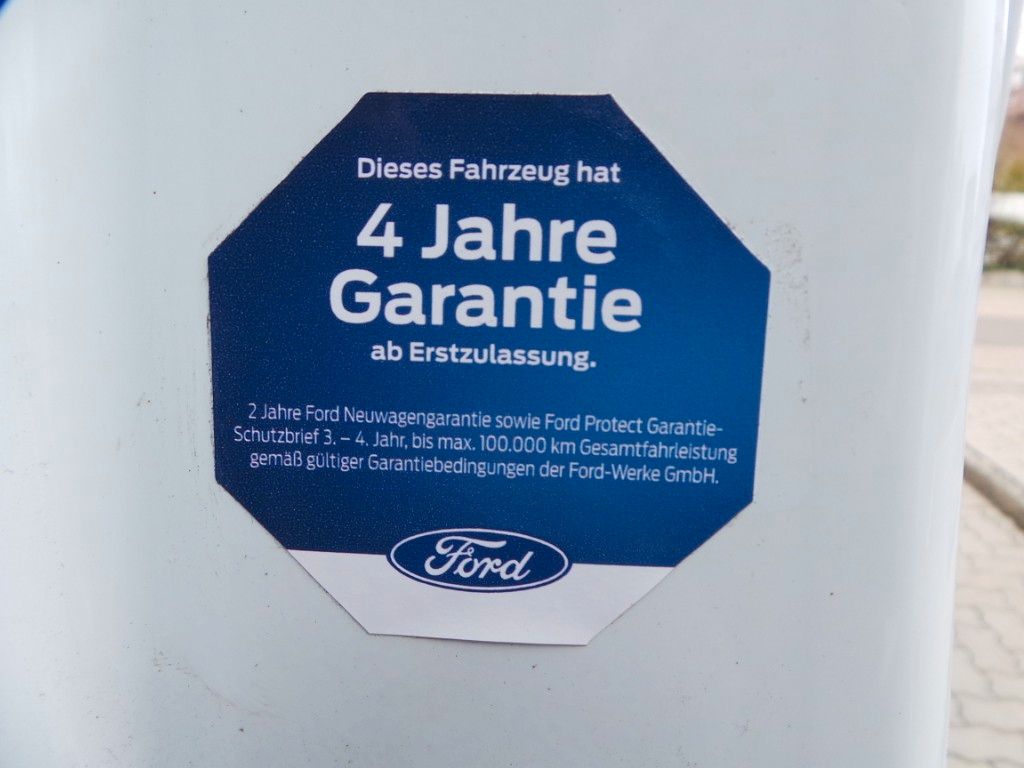 Dieses Fahrzeug hat
4 Jahre
Garantie
ab Erstzulassung.
2 Jahre Ford Neuwagengarantie sowie Ford Protect Garantie-
Schutzbrief 3. – 4. Jahr, bis max. 100.000 km Gesamtfahrleistung
gemäß gültiger Garantiebedingungen der Ford-Werke GmbH.
Ford